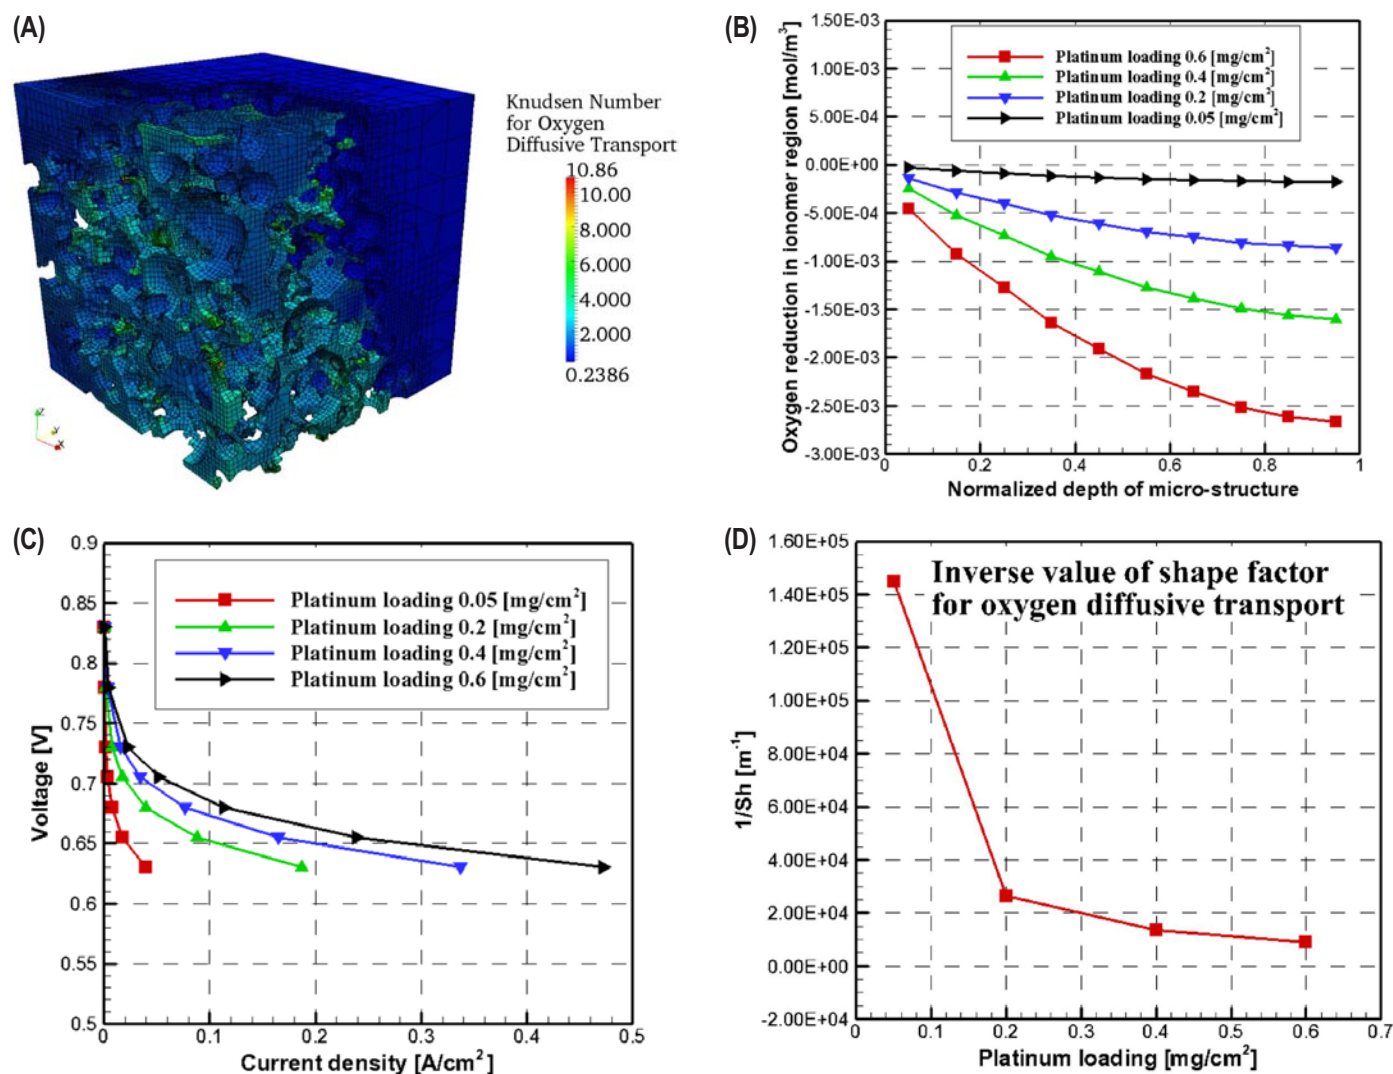 (A)
Knudsen Number
for Oxygen
Diffusive Transport
10.86
10.00
8.000
6.000
4.000
2.000
0.2386
Z
Y
X
(B)
Oxygen reduction in ionomer region [mol/m³]
1.50E-03
1.00E-03
5.00E-04
0.00E+00
-5.00E-04
-1.00E-03
-1.50E-03
-2.00E-03
-2.50E-03
-3.00E-03
Platinum loading 0.6 [mg/cm²]
Platinum loading 0.4 [mg/cm²]
Platinum loading 0.2 [mg/cm²]
Platinum loading 0.05 [mg/cm²]
0 0.2 0.4 0.6 0.8 1
Normalized depth of micro-structure
(C)
Voltage [V]
0.9
0.85
0.8
0.75
0.7
0.65
0.6
0.55
0.5
Platinum loading 0.05 [mg/cm²]
Platinum loading 0.2 [mg/cm²]
Platinum loading 0.4 [mg/cm²]
Platinum loading 0.6 [mg/cm²]
0 0.1 0.2 0.3 0.4 0.5
Current density [A/cm²]
(D)
1/Sh [m⁻¹]
1.60E+05
1.40E+05
1.20E+05
1.00E+05
8.00E+04
6.00E+04
4.00E+04
2.00E+04
0.00E+00
-2.00E+04
Inverse value of shape factor
for oxygen diffusive transport
0 0.1 0.2 0.3 0.4 0.5 0.6 0.7
Platinum loading [mg/cm²]